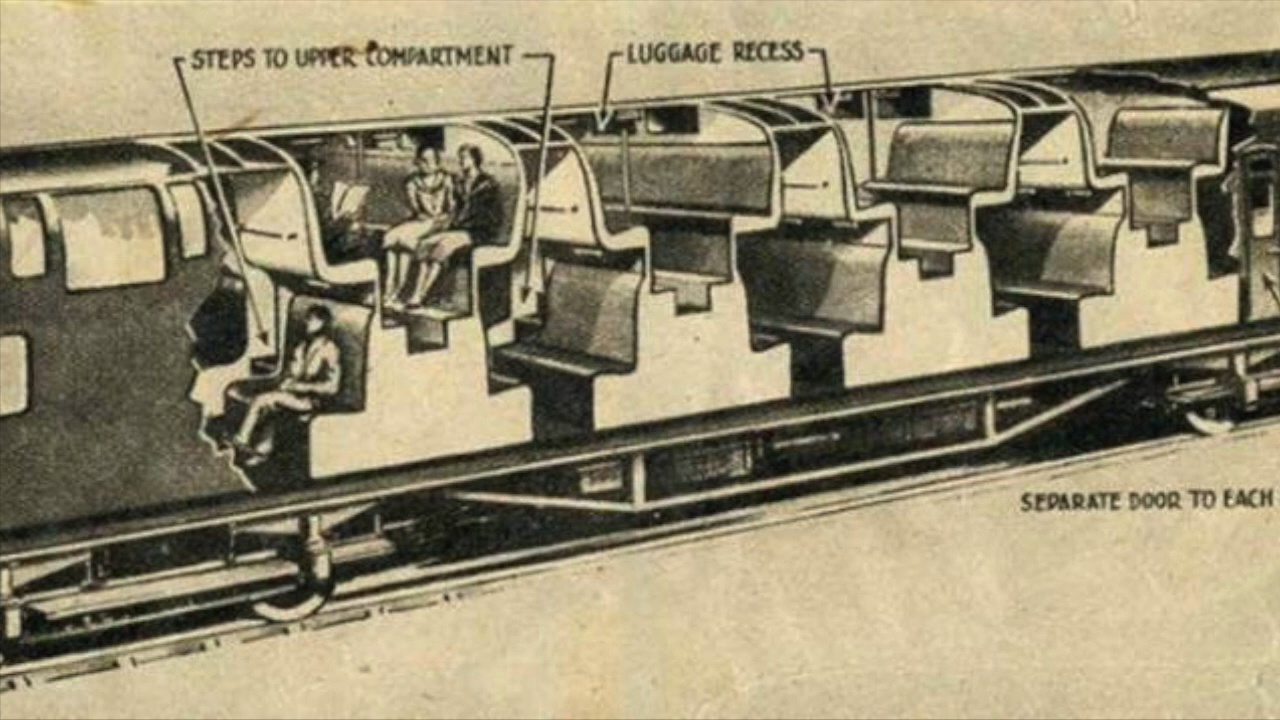 STEPS TO UPPER COMPARTMENT
LUGGAGE RECESS
SEPARATE DOOR TO EACH